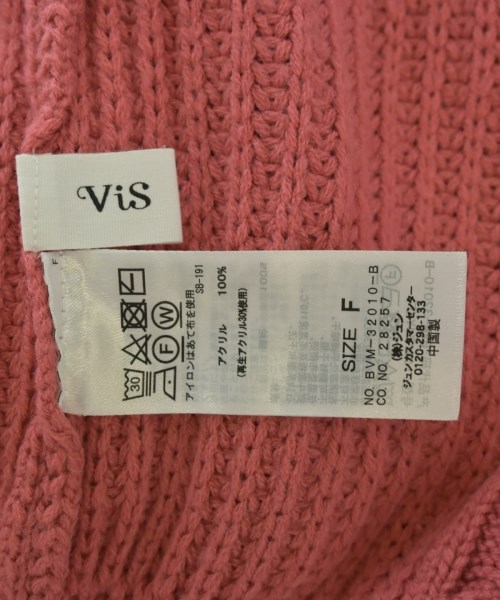 ViS
F
30
F
W
アイロンはあて布を使用
SB-191
アクリル 100%
(再生アクリル50%使用)
SIZE F
NO. BVM-32010-B
CO. NO. 28257
(株)ジュン
ジュンカスタマーセンター
0120-298-133
中国製